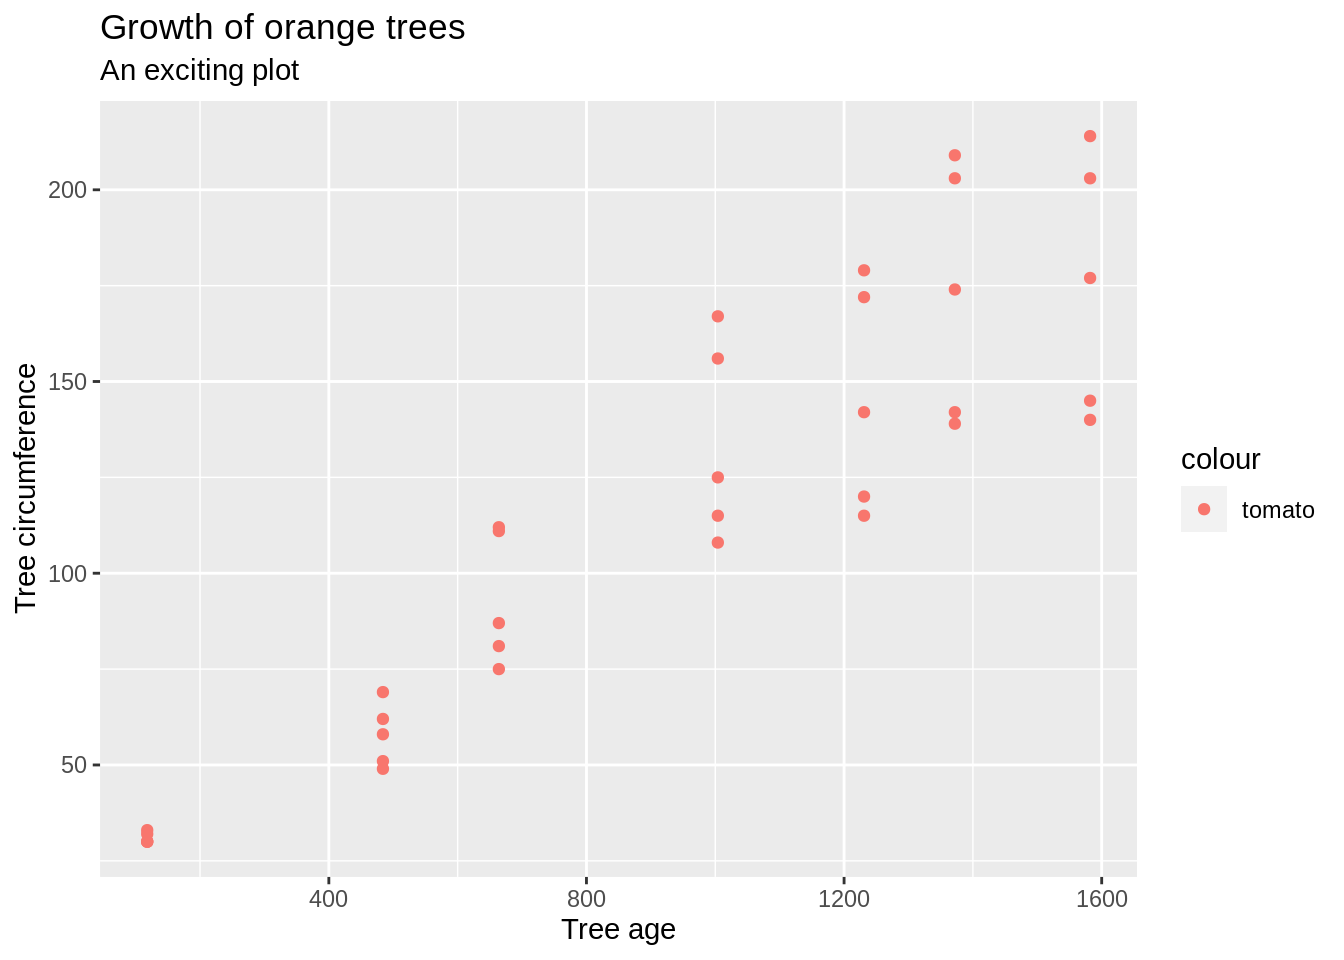 Growth of orange trees
An exciting plot
Tree circumference
200
150
100
50
400 800 1200 1600
Tree age
colour
tomato